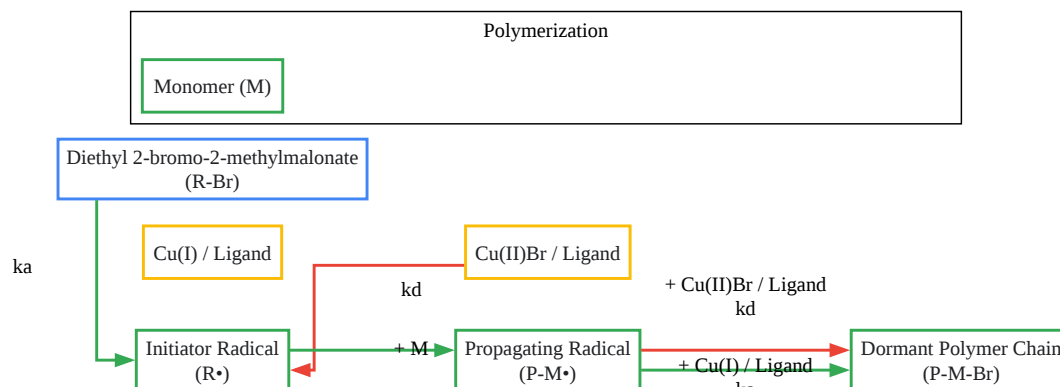 Polymerization
Monomer (M)
Diethyl 2-bromo-2-methylmalonate
(R-Br)
Cu(I) / Ligand
Cu(II)Br / Ligand
ka
kd
+ Cu(II)Br / Ligand
kd
Initiator Radical
(R•)
+ M
Propagating Radical
(P-M•)
+ Cu(I) / Ligand
Dormant Polymer Chain
(P-M-Br)